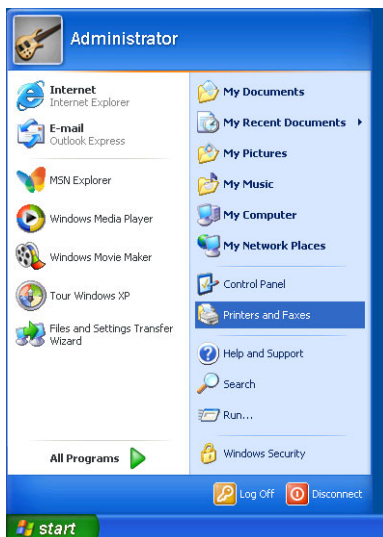 Administrator
Internet
Internet Explorer
E-mail
Outlook Express
MSN Explorer
Windows Media Player
Windows Movie Maker
Tour Windows XP
Files and Settings Transfer
Wizard
All Programs
My Documents
My Recent Documents
My Pictures
My Music
My Computer
My Network Places
Control Panel
Printers and Faxes
Help and Support
Search
Run...
Windows Security
Log Off
Disconnect
start